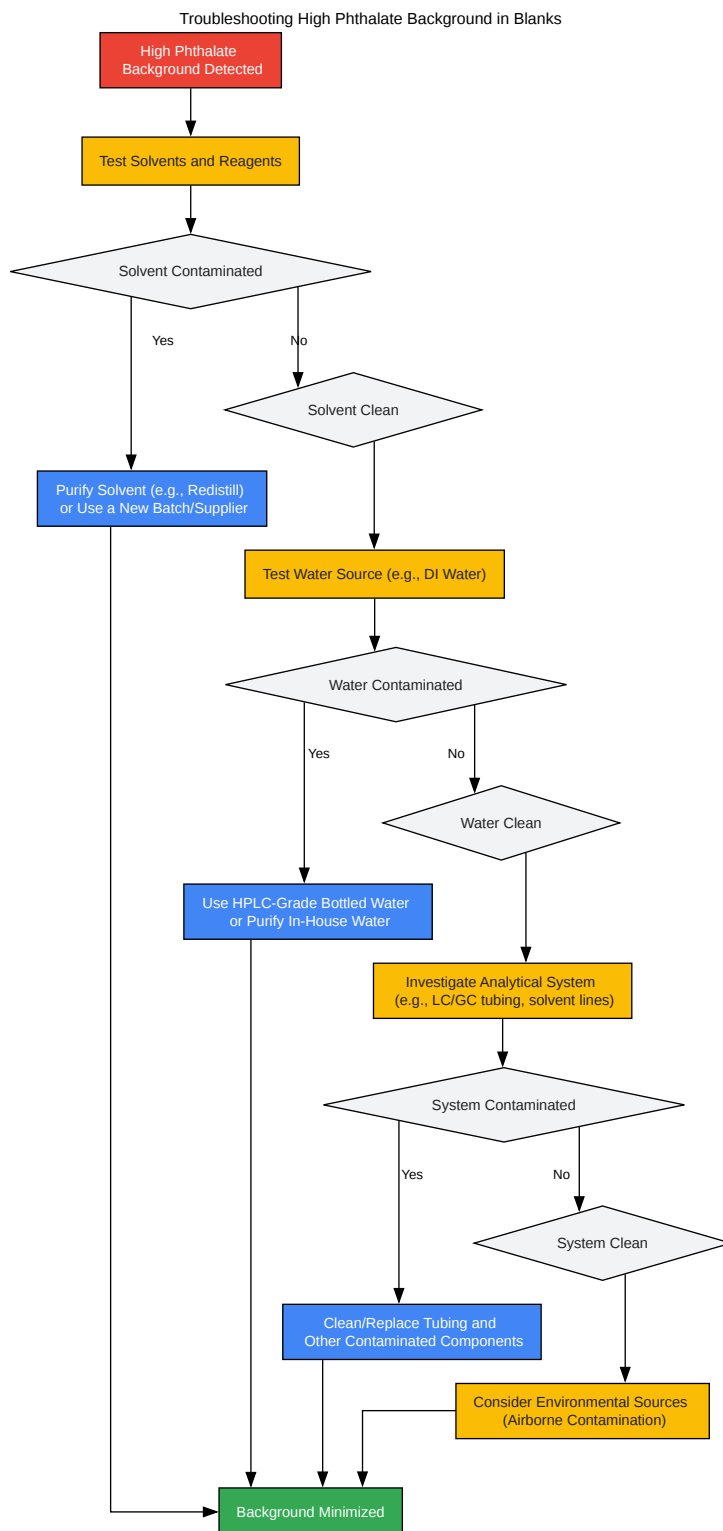 Troubleshooting High Phthalate Background in Blanks
High Phthalate
Background Detected
Test Solvents and Reagents
Solvent Contaminated
Yes
No
Solvent Clean
Purify Solvent (e.g., Redistill)
or Use a New Batch/Supplier
Test Water Source (e.g., DI Water)
Water Contaminated
Yes
No
Water Clean
Use HPLC-Grade Bottled Water
or Purify In-House Water
Investigate Analytical System
(e.g., LC/GC tubing, solvent lines)
System Contaminated
Yes
No
System Clean
Clean/Replace Tubing and
Other Contaminated Components
Consider Environmental Sources
(Airborne Contamination)
Background Minimized